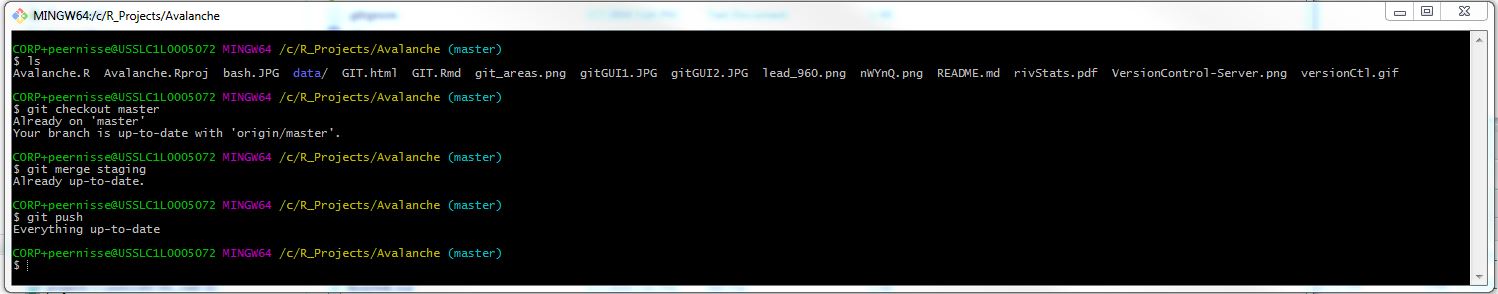 MINGW64:/c/R_Projects/Avalanche
CORP+peernisse@USSLC1L0005072 MINGW64 /c/R_Projects/Avalanche (master)
$ ls
Avalanche.R  Avalanche.Rproj  bash.JPG  data/  GIT.html  GIT.Rmd  git_areas.png  gitGUI1.JPG  gitGUI2.JPG  lead_960.png  nWYnQ.png  README.md  rivStats.pdf  VersionControl-Server.png  versionCtl.gif
CORP+peernisse@USSLC1L0005072 MINGW64 /c/R_Projects/Avalanche (master)
$ git checkout master
Already on 'master'
Your branch is up-to-date with 'origin/master'.
CORP+peernisse@USSLC1L0005072 MINGW64 /c/R_Projects/Avalanche (master)
$ git merge staging
Already up-to-date.
CORP+peernisse@USSLC1L0005072 MINGW64 /c/R_Projects/Avalanche (master)
$ git push
Everything up-to-date
CORP+peernisse@USSLC1L0005072 MINGW64 /c/R_Projects/Avalanche (master)
$